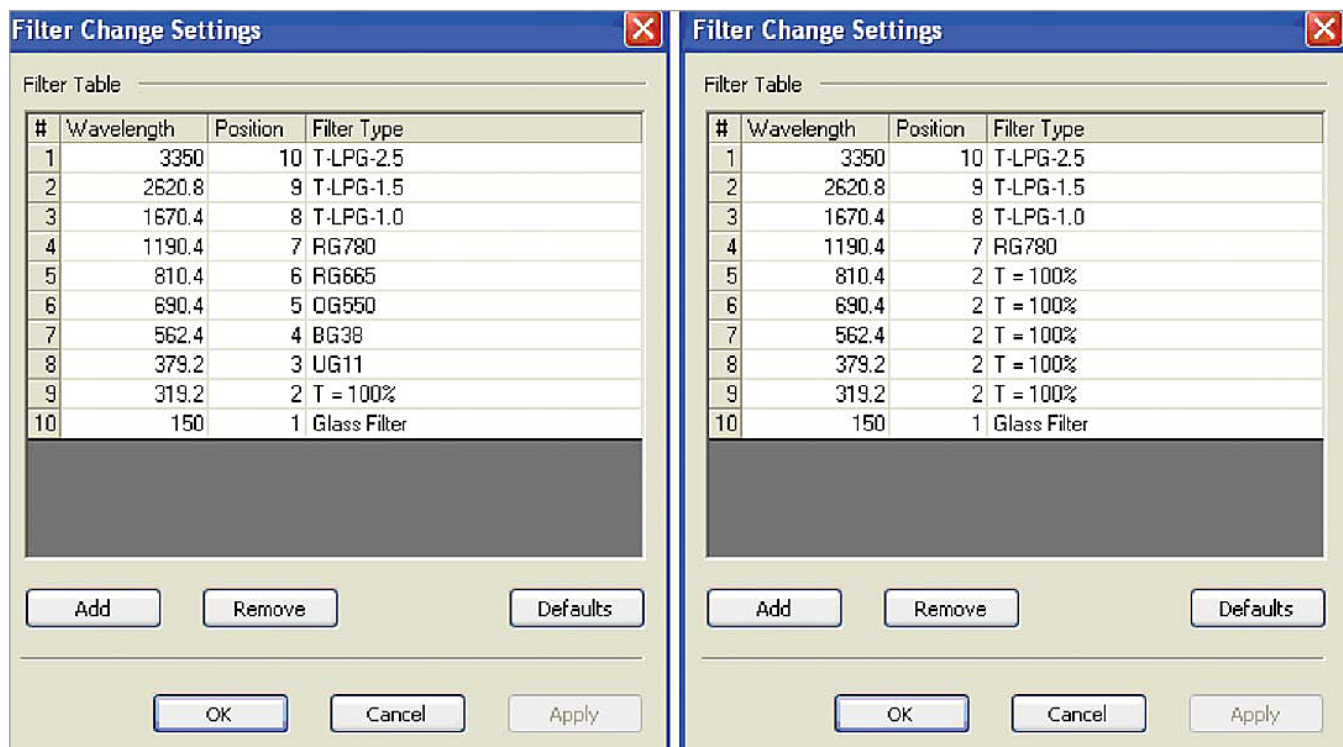 Filter Change Settings
Filter Table
# Wavelength Position Filter Type
1 3350 10 T-LPG-2.5
2 2620.8 9 T-LPG-1.5
3 1670.4 8 T-LPG-1.0
4 1190.4 7 RG780
5 810.4 6 RG665
6 690.4 5 OG550
7 562.4 4 BG38
8 379.2 3 UG11
9 319.2 2 T = 100%
10 150 1 Glass Filter
Add Remove Defaults
OK Cancel Apply
Filter Change Settings
Filter Table
# Wavelength Position Filter Type
1 3350 10 T-LPG-2.5
2 2620.8 9 T-LPG-1.5
3 1670.4 8 T-LPG-1.0
4 1190.4 7 RG780
5 810.4 2 T = 100%
6 690.4 2 T = 100%
7 562.4 2 T = 100%
8 379.2 2 T = 100%
9 319.2 2 T = 100%
10 150 1 Glass Filter
Add Remove Defaults
OK Cancel Apply